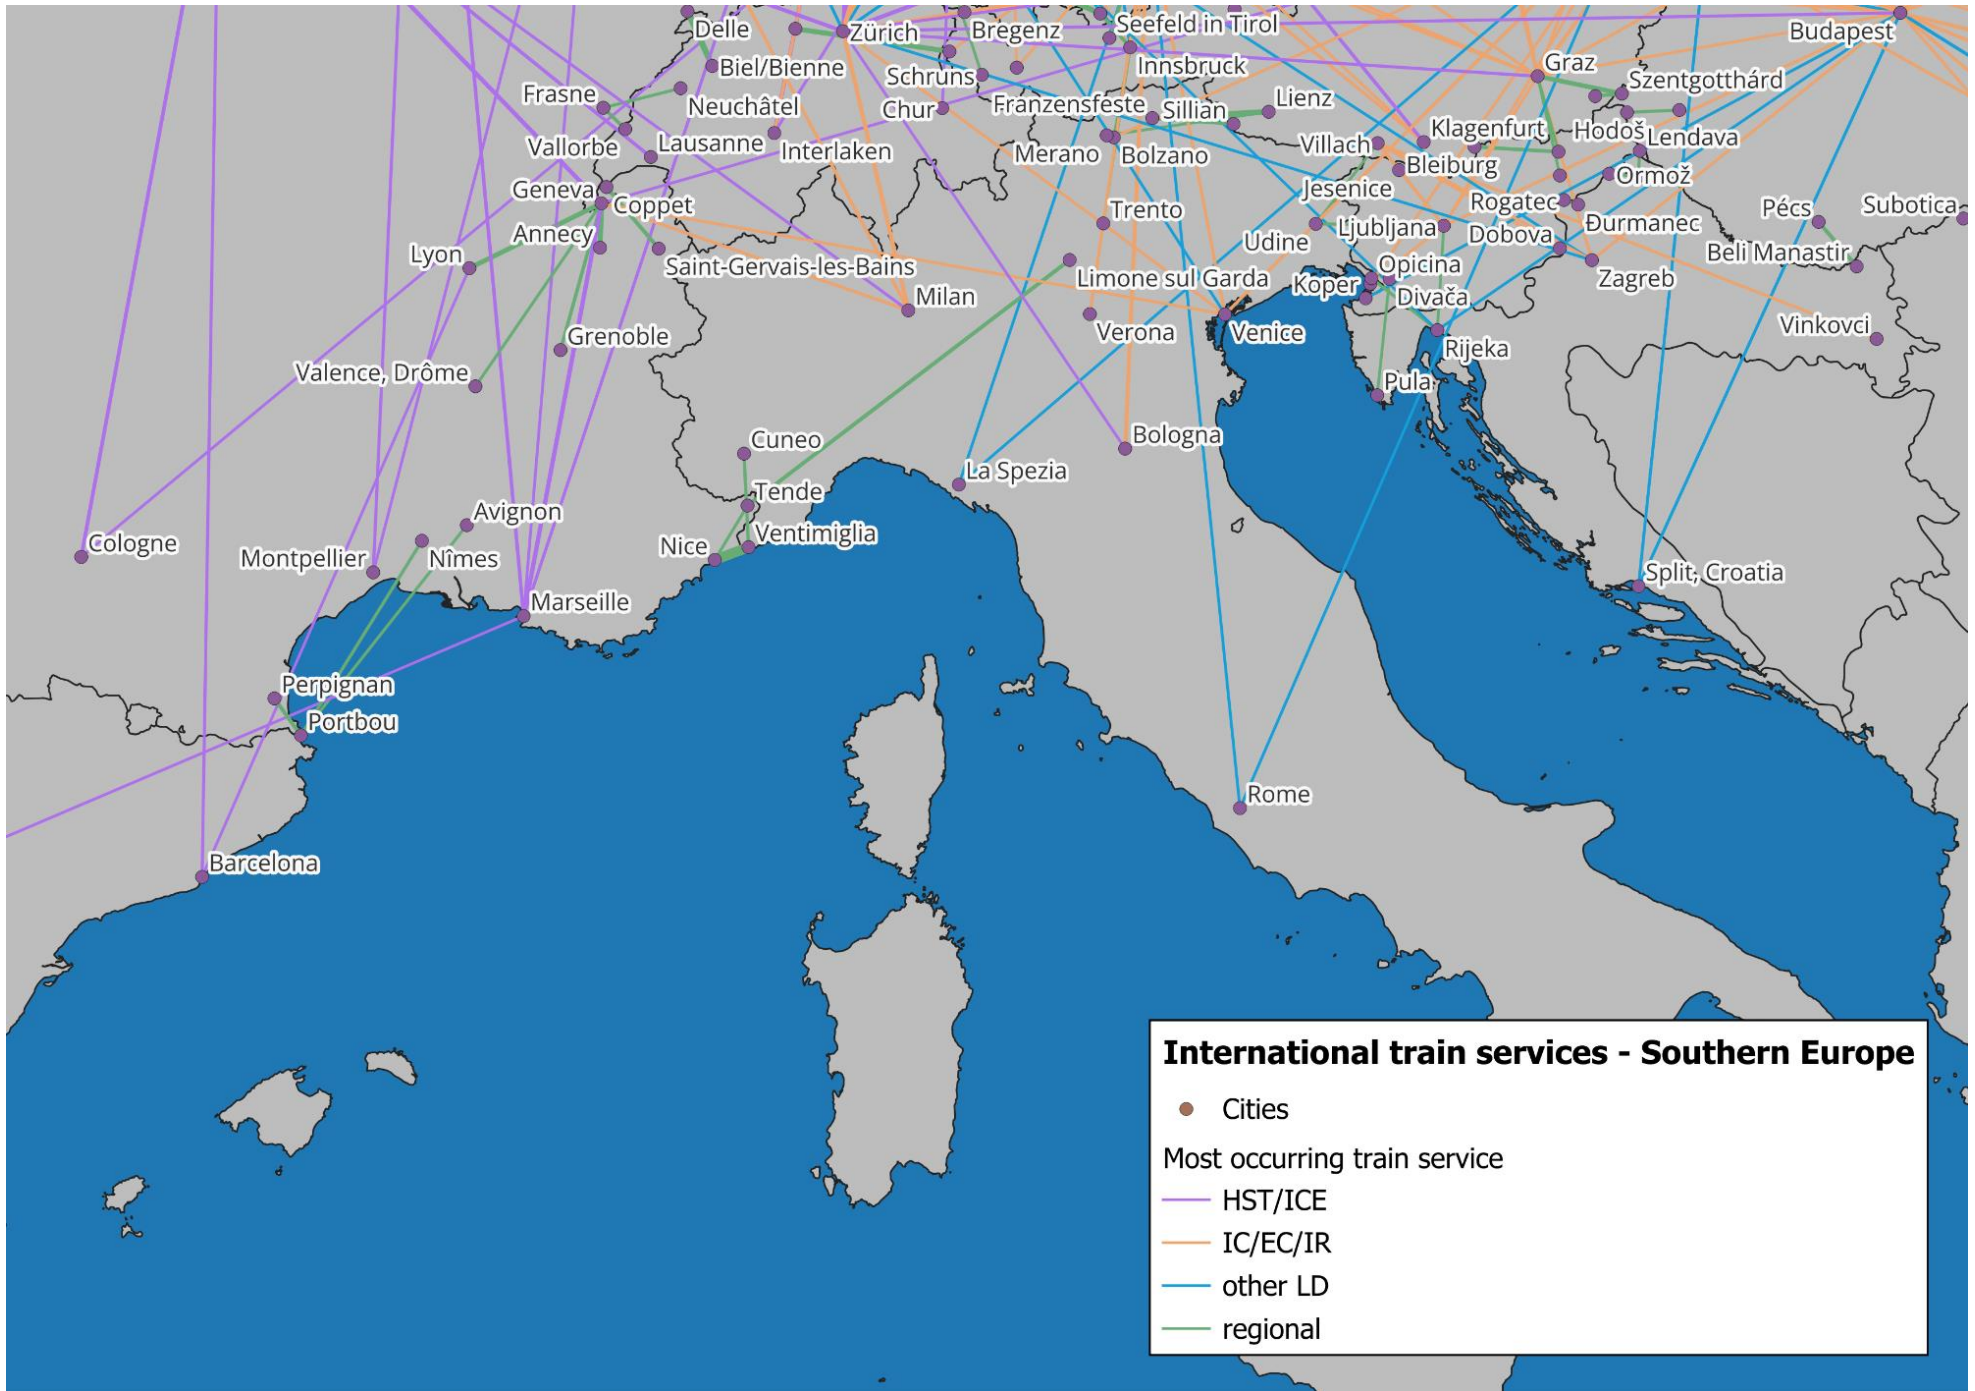 Delle
Zürich
Bregenz
Seefeld in Tirol
Budapest
Biel/Bienne
Schruns
Innsbruck
Graz
Szentgotthárd
Frasne
Neuchâtel
Chur
Franzensfeste
Sillian
Lienz
Vallorbe
Lausanne
Interlaken
Merano
Bolzano
Villach
Klagenfurt
Hodoš
Lendava
Geneva
Coppet
Jesenice
Bleiburg
Ormož
Annecy
Trento
Rogatec
Đurmanec
Pécs
Subotica
Lyon
Saint-Gervais-les-Bains
Udine
Ljubljana
Dobova
Beli Manastir
Limone sul Garda
Koper
Opicina
Zagreb
Milan
Divača
Grenoble
Verona
Venice
Vinkovci
Valence, Drôme
Rijeka
Pula
Cuneo
Bologna
La Spezia
Tende
Avignon
Cologne
Montpellier
Nîmes
Nice
Ventimiglia
Split, Croatia
Marseille
Perpignan
Portbou
Rome
Barcelona
International train services - Southern Europe
Cities
Most occurring train service
HST/ICE
IC/EC/IR
other LD
regional